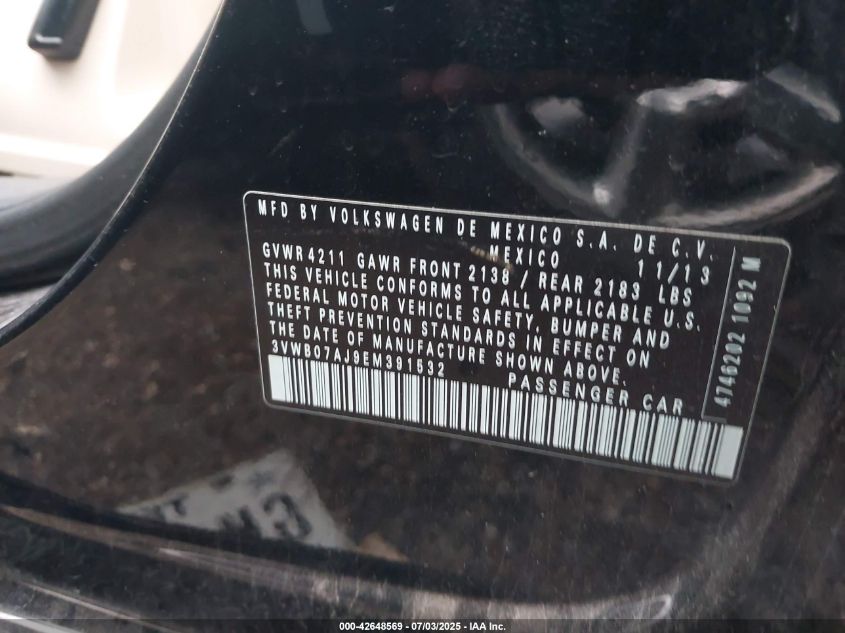 MFD BY VOLKSWAGEN DE MEXICO S.A. DE C.V.
MEXICO 11/13
GVWR 4211 GAWR FRONT 2138 / REAR 2183 LBS
THIS VEHICLE CONFORMS TO ALL APPLICABLE U.S.
FEDERAL MOTOR VEHICLE SAFETY, BUMPER AND
THEFT PREVENTION STANDARDS IN EFFECT ON
THE DATE OF MANUFACTURE SHOWN ABOVE.
3VWB07AJ9EM391532 PASSENGER CAR
4746202 1092 M
000-42648569 - 07/03/2025 - IAA Inc.